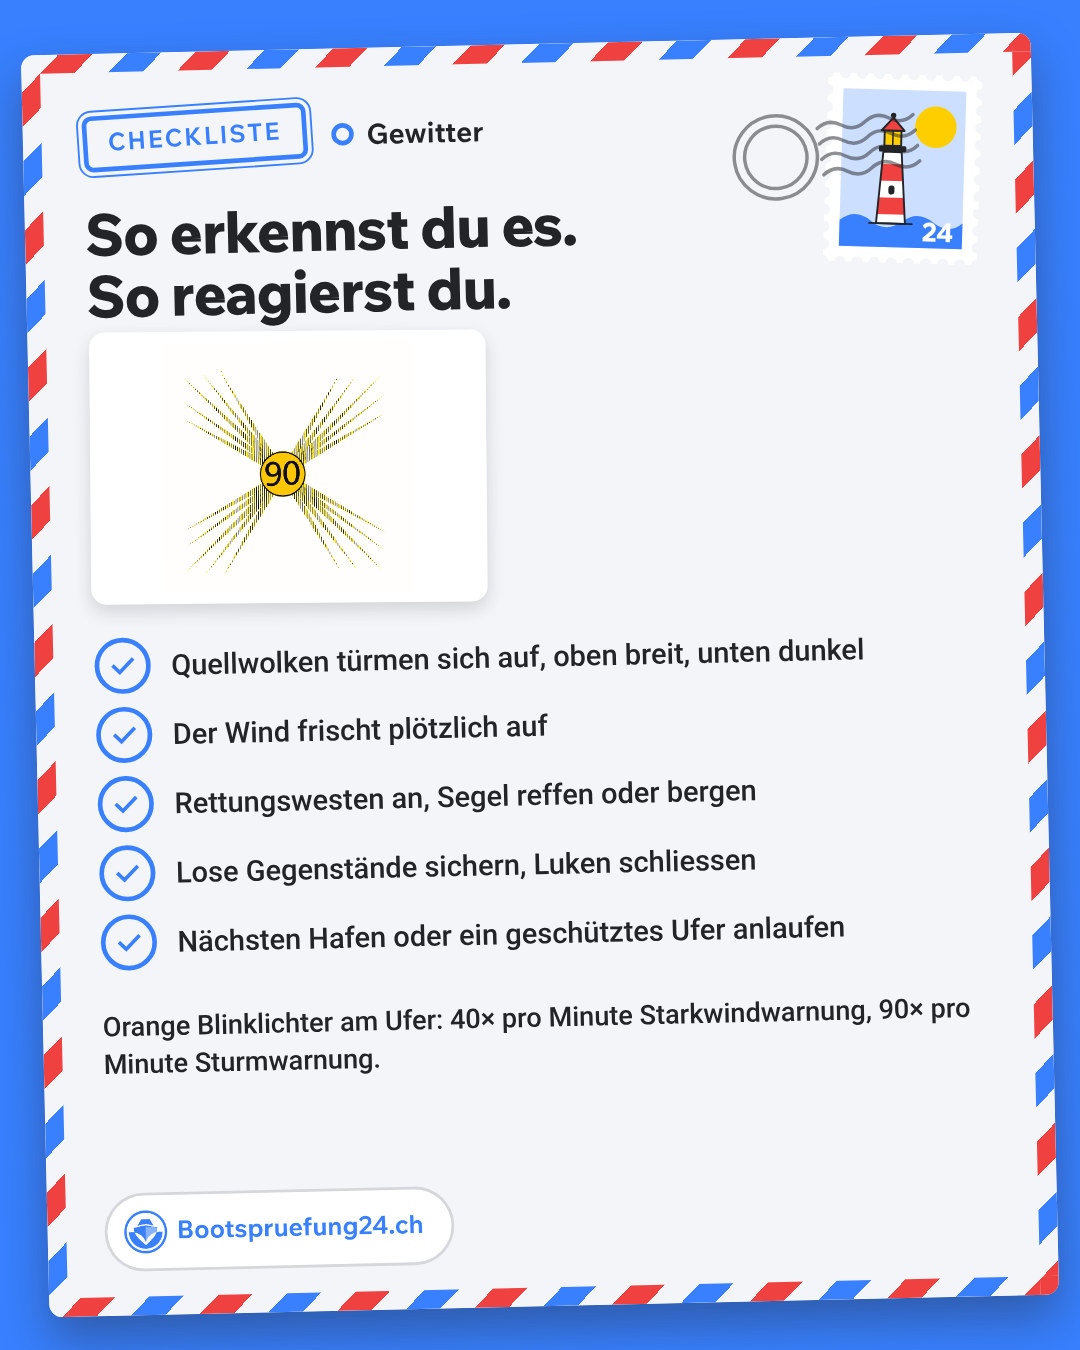 CHECKLISTE
Gewitter
24
So erkennst du es.
So reagierst du.
90
Quellwolken türmen sich auf, oben breit, unten dunkel
Der Wind frischt plötzlich auf
Rettungswesten an, Segel reffen oder bergen
Lose Gegenstände sichern, Luken schliessen
Nächsten Hafen oder ein geschütztes Ufer anlaufen
Orange Blinklichter am Ufer: 40× pro Minute Starkwindwarnung, 90× pro
Minute Sturmwarnung.
Bootspruefung24.ch